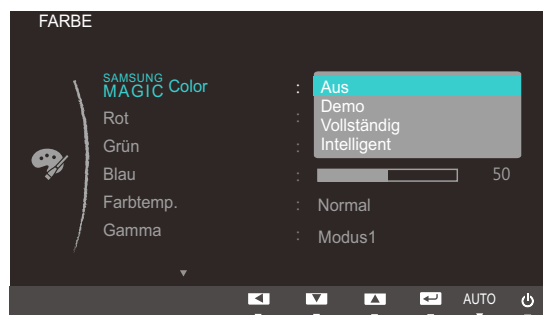 FARBE
SAMSUNG
MAGIC Color : Aus
Demo
Rot :
Vollständig
Grün : Intelligent
Blau : 50
Farbtemp. : Normal
Gamma : Modus1
AUTO